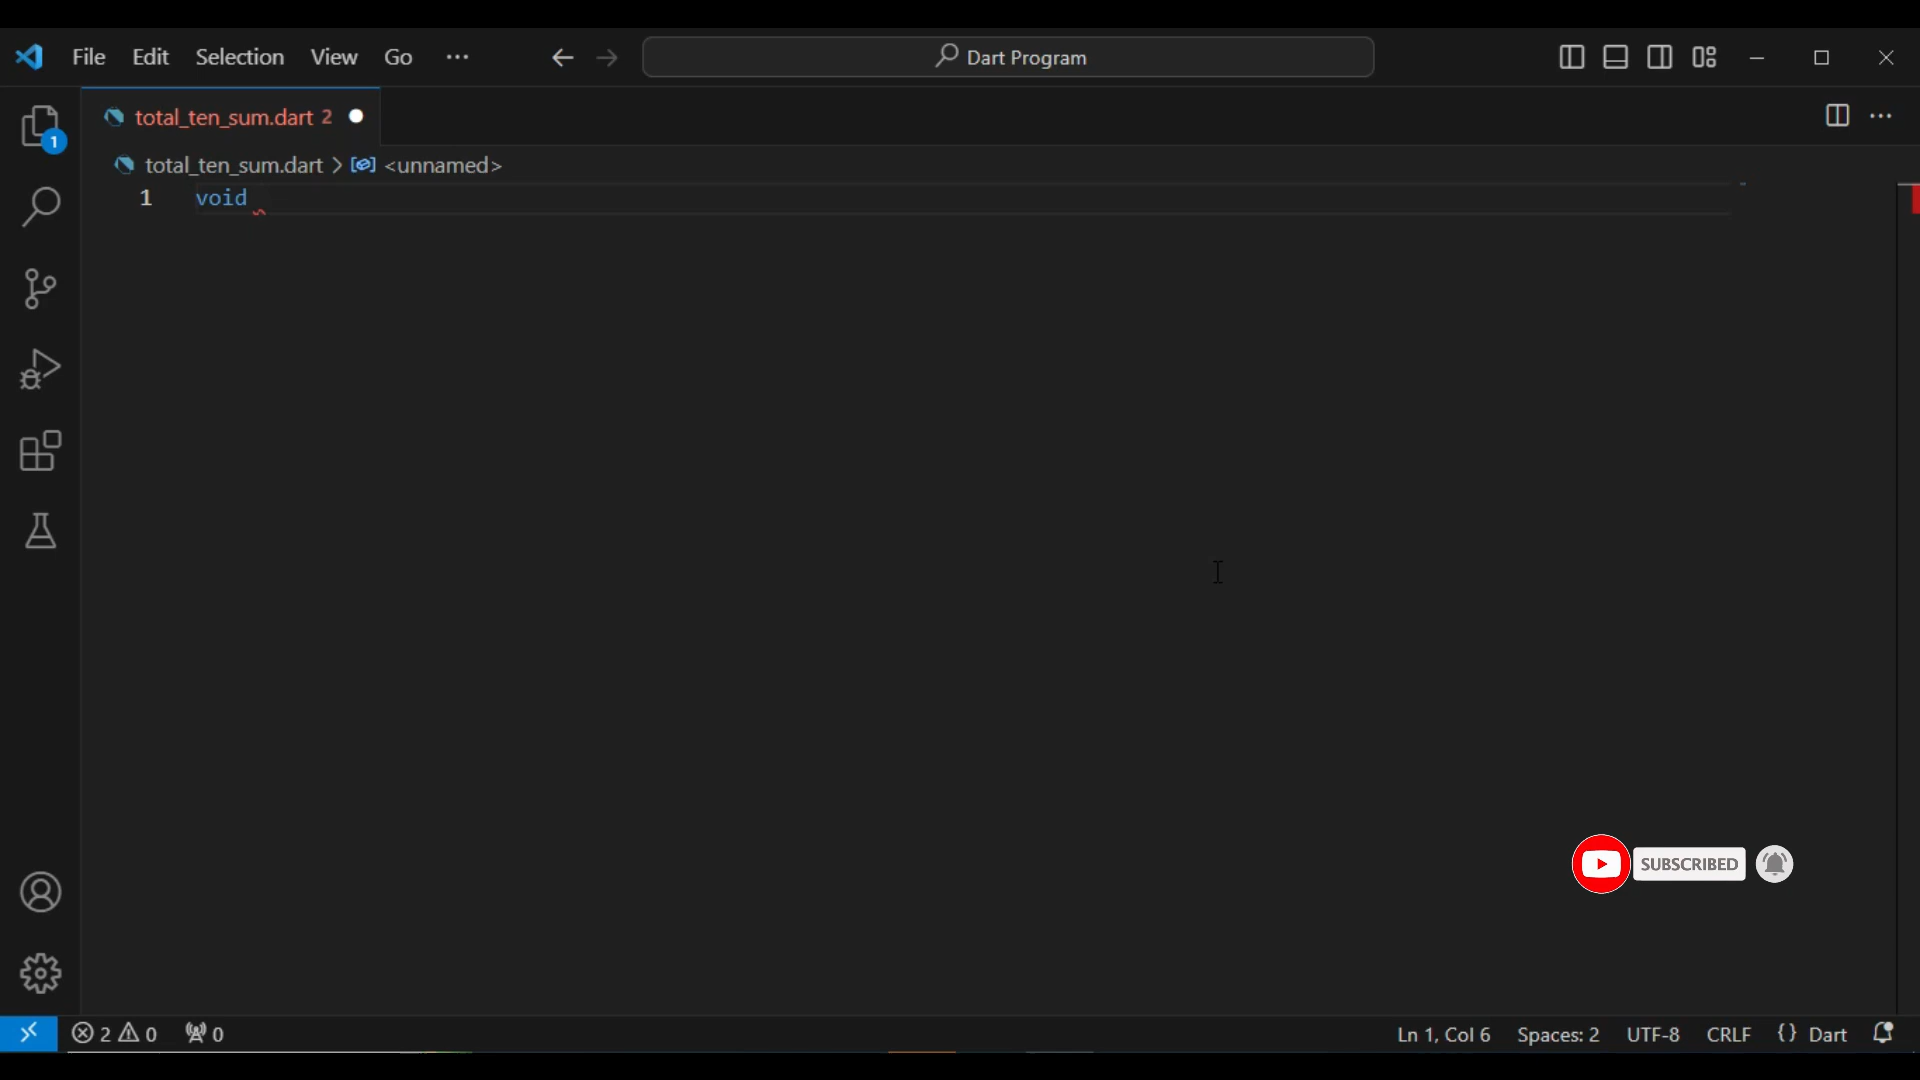 File Edit Selection View Go ··· Dart Program
total_ten_sum.dart 2
total_ten_sum.dart > <unnamed>
1 void
1
SUBSCRIBED
2 0 0 Ln 1, Col 6 Spaces: 2 UTF-8 CRLF {} Dart